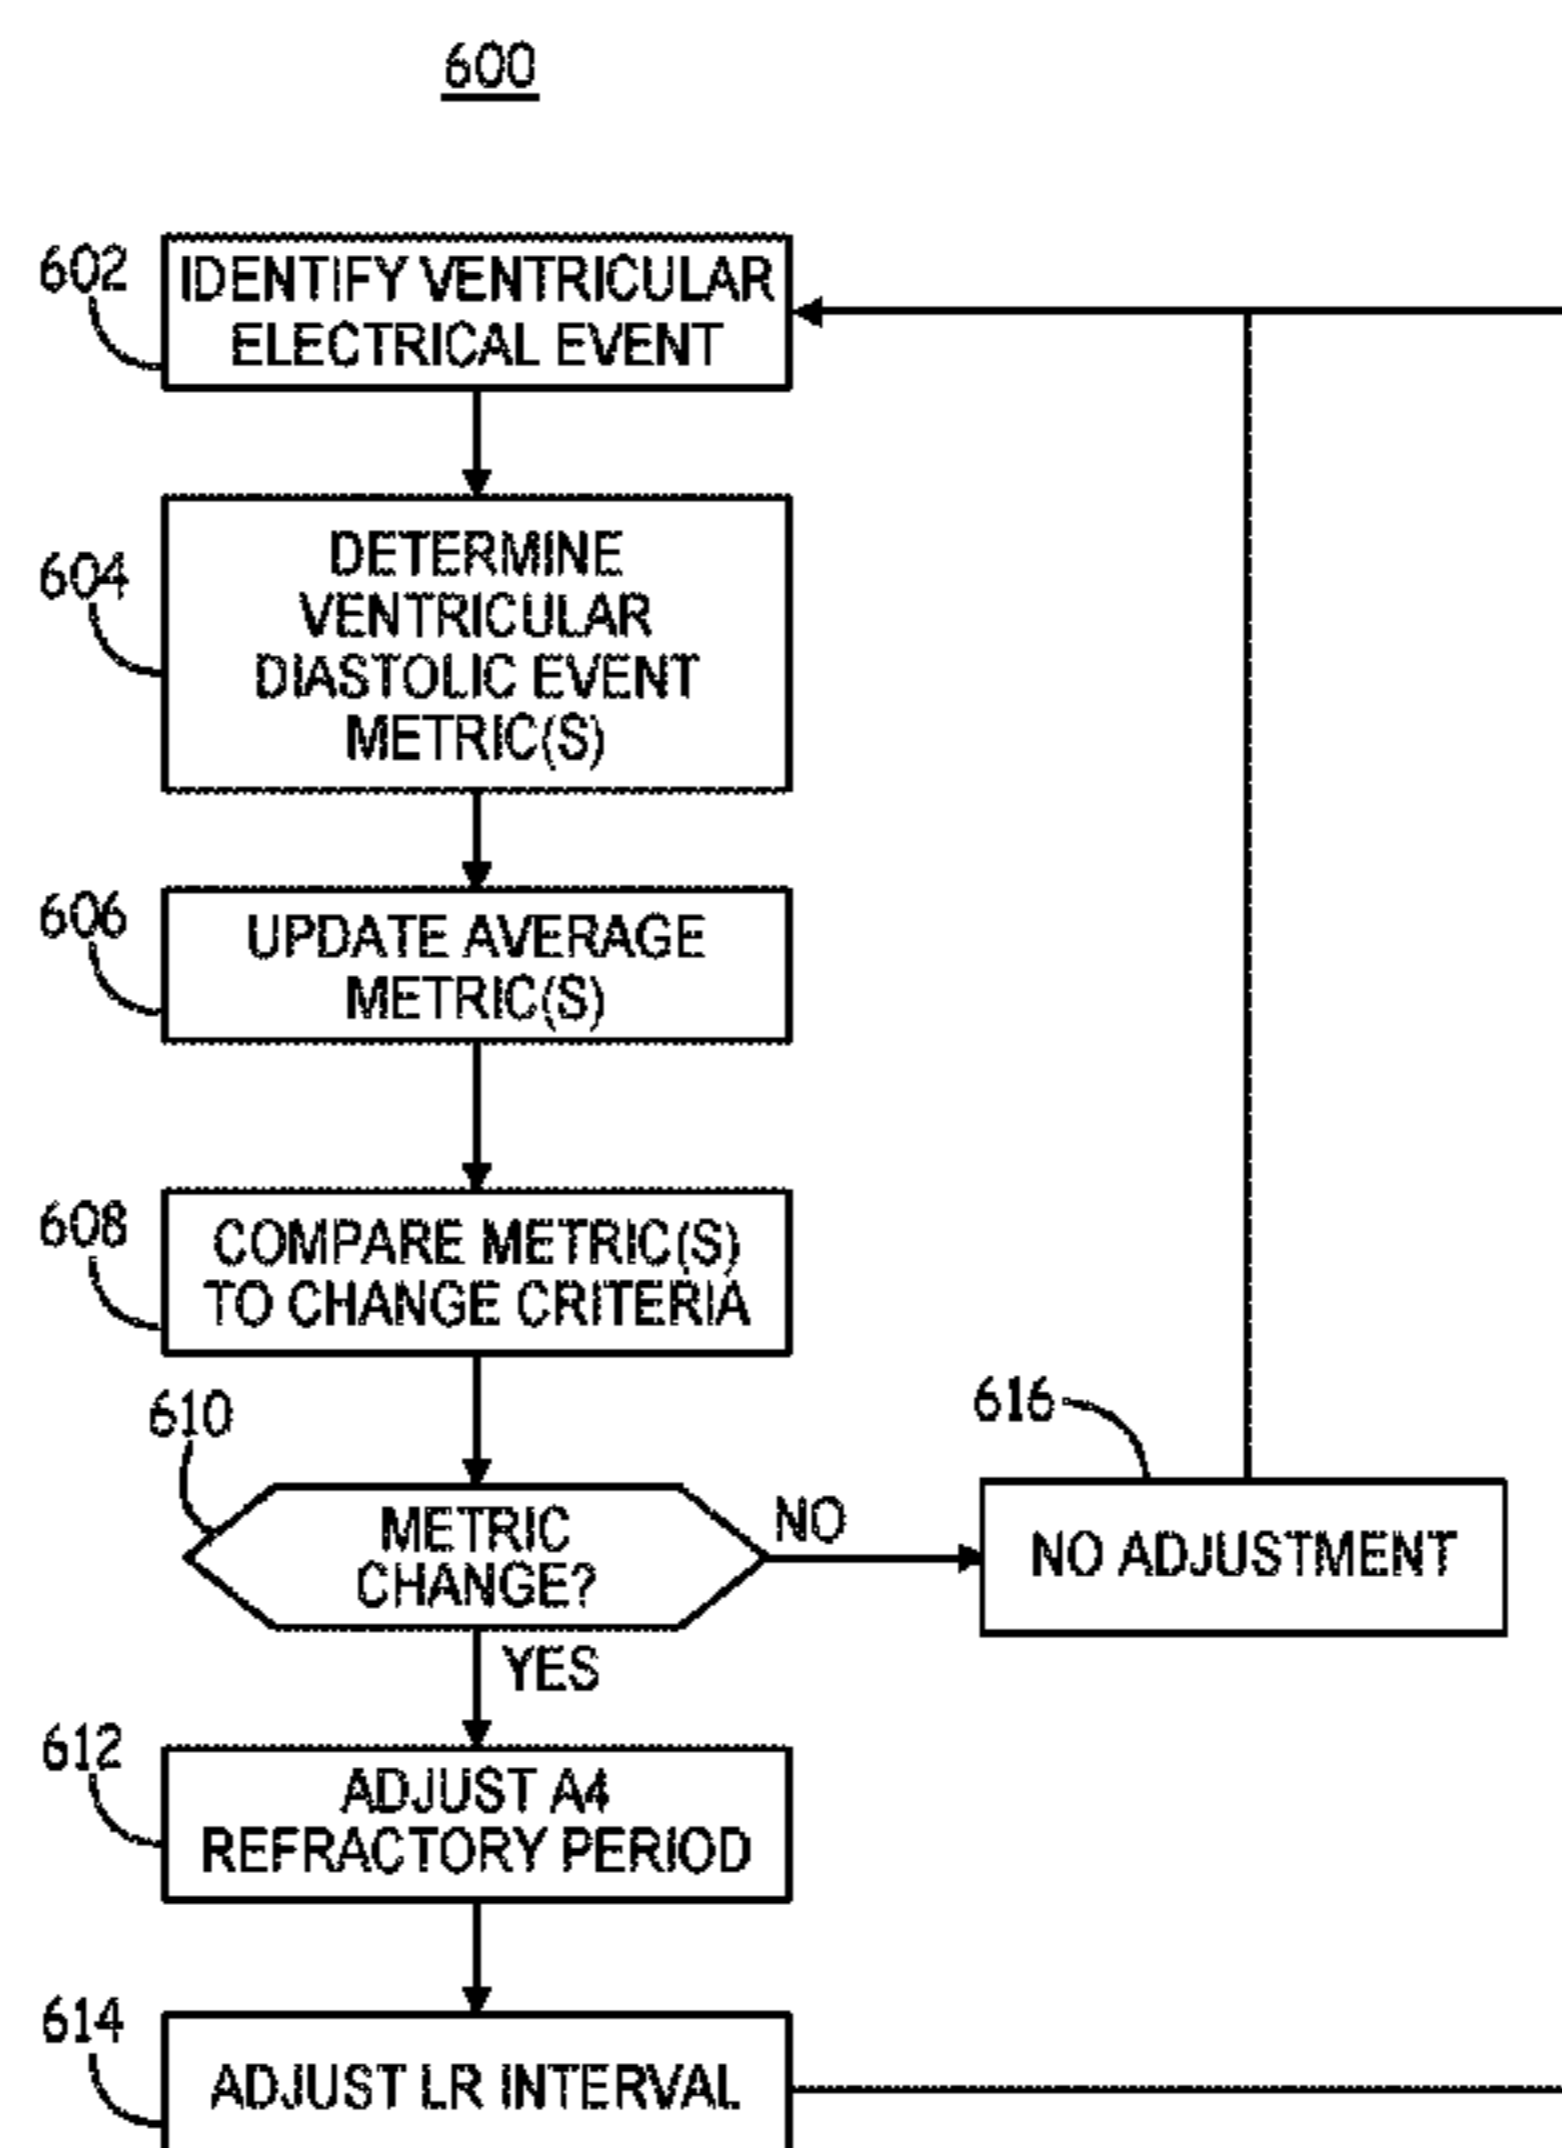 600
602
IDENTIFY VENTRICULAR
ELECTRICAL EVENT
604
DETERMINE
VENTRICULAR
DIASTOLIC EVENT
METRIC(S)
606
UPDATE AVERAGE
METRIC(S)
608
COMPARE METRIC(S)
TO CHANGE CRITERIA
610
METRIC
CHANGE?
NO
616
NO ADJUSTMENT
YES
612
ADJUST A4
REFRACTORY PERIOD
614
ADJUST LR INTERVAL